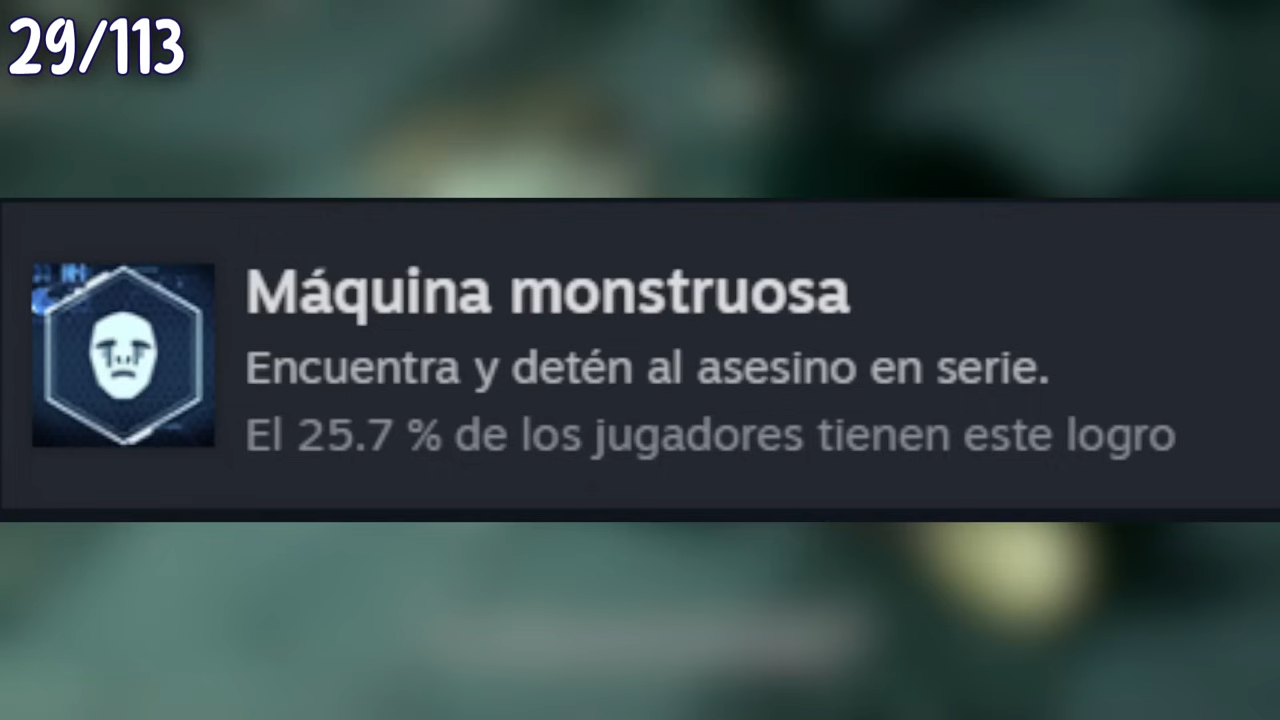 29/113
Máquina monstruosa
Encuentra y detén al asesino en serie.
El 25.7 % de los jugadores tienen este logro